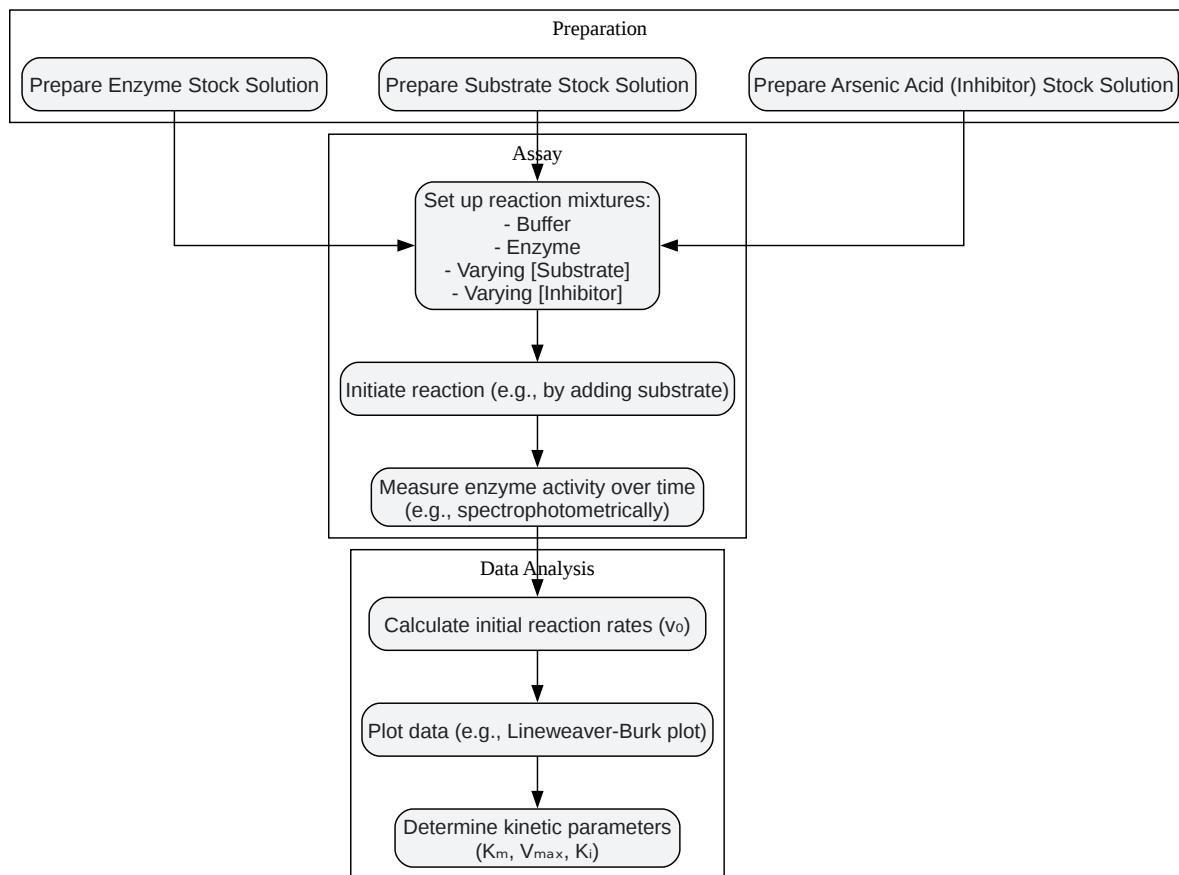 Preparation
Prepare Enzyme Stock Solution
Prepare Substrate Stock Solution
Prepare Arsenic Acid (Inhibitor) Stock Solution
Assay
Set up reaction mixtures:
- Buffer
- Enzyme
- Varying [Substrate]
- Varying [Inhibitor]
Initiate reaction (e.g., by adding substrate)
Measure enzyme activity over time
(e.g., spectrophotometrically)
Data Analysis
Calculate initial reaction rates (v₀)
Plot data (e.g., Lineweaver-Burk plot)
Determine kinetic parameters
(Kₘ, Vₘₐₓ, Kᵢ)